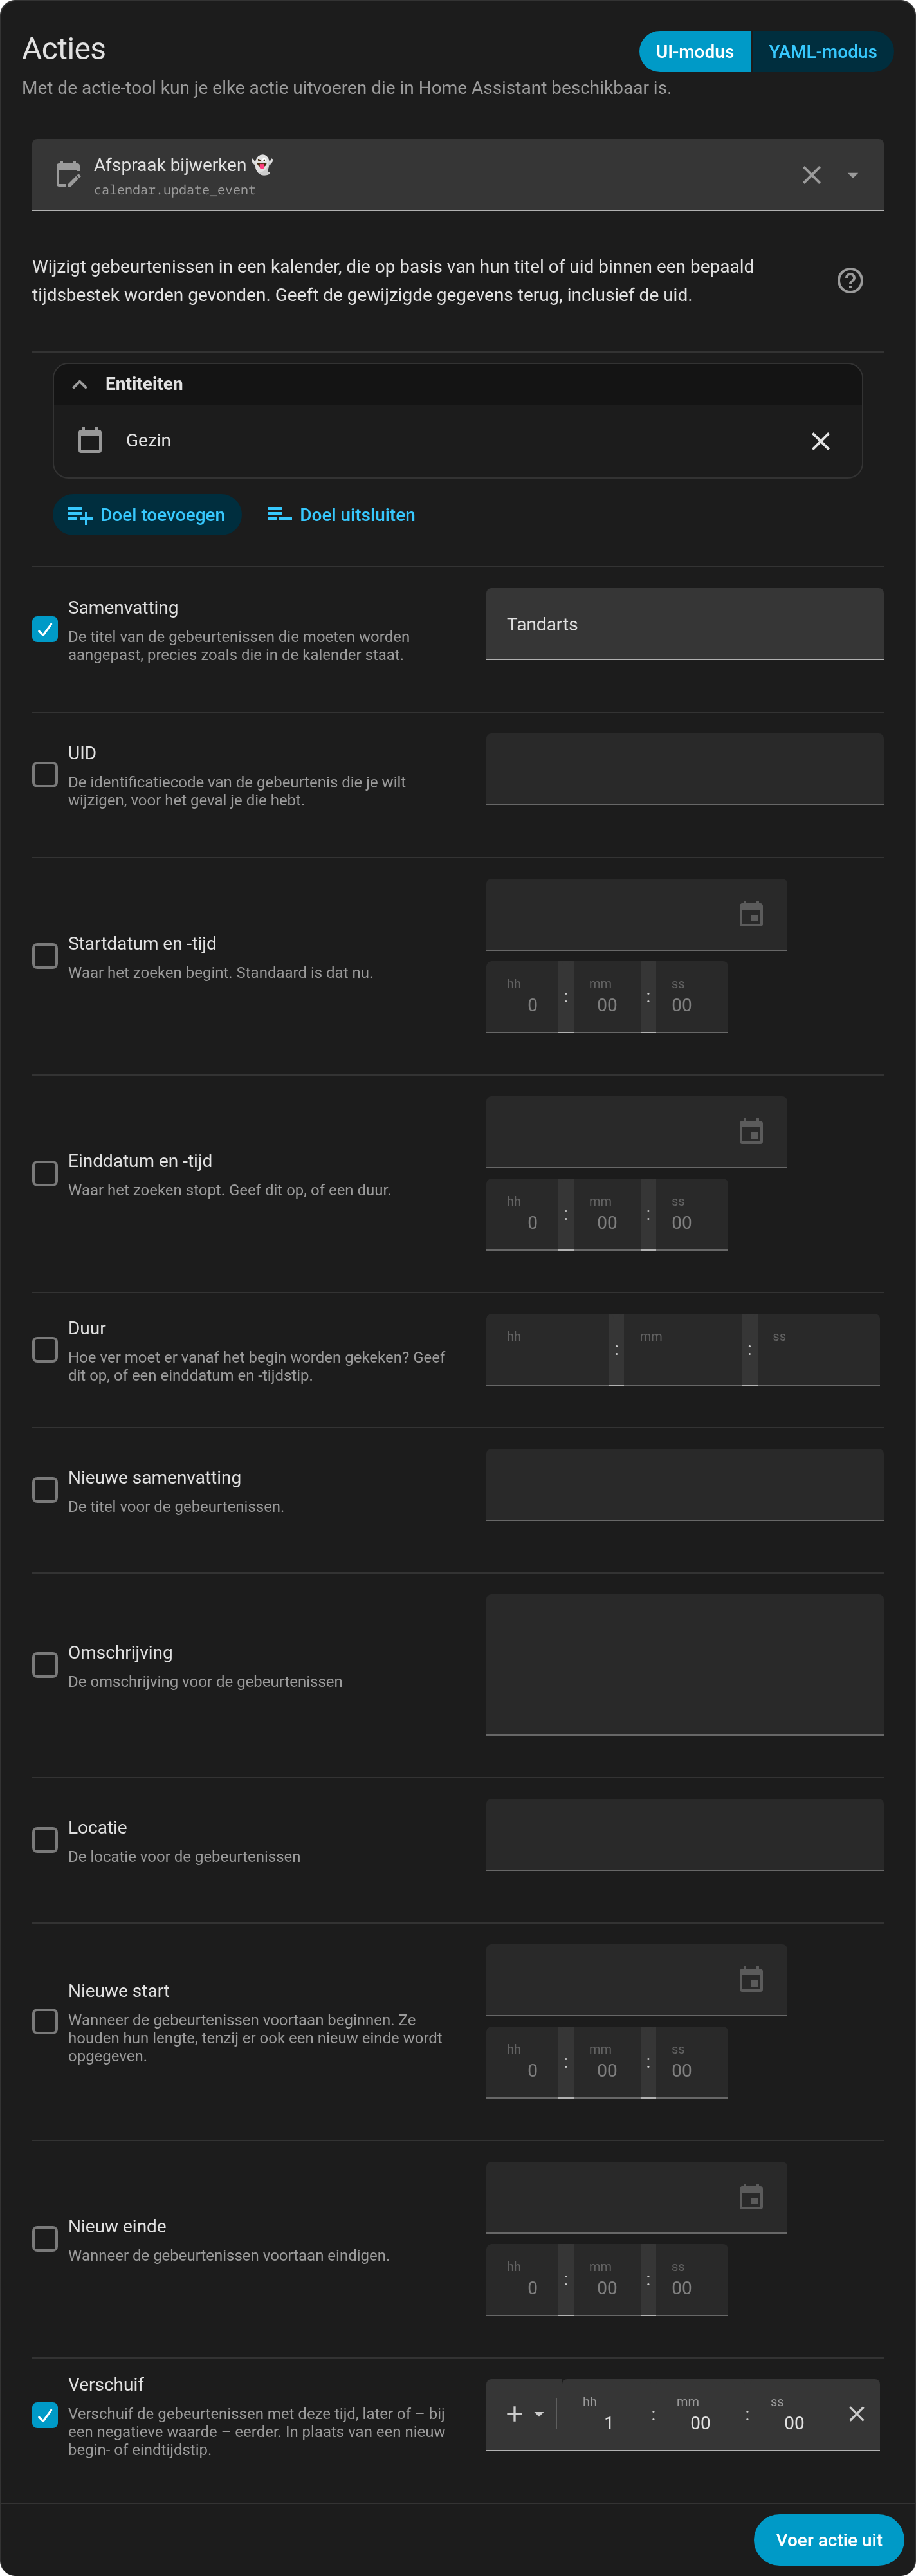 Acties
UI-modus
YAML-modus
Met de actie-tool kun je elke actie uitvoeren die in Home Assistant beschikbaar is.
Afspraak bijwerken 👻
calendar.update_event
Wijzigt gebeurtenissen in een kalender, die op basis van hun titel of uid binnen een bepaald
tijdsbestek worden gevonden. Geeft de gewijzigde gegevens terug, inclusief de uid.
Entiteiten
Gezin
Doel toevoegen
Doel uitsluiten
Samenvatting
De titel van de gebeurtenissen die moeten worden
aangepast, precies zoals die in de kalender staat.
Tandarts
UID
De identificatiecode van de gebeurtenis die je wilt
wijzigen, voor het geval je die hebt.
Startdatum en -tijd
Waar het zoeken begint. Standaard is dat nu.
hh : mm : ss
0 00 00
Einddatum en -tijd
Waar het zoeken stopt. Geef dit op, of een duur.
hh : mm : ss
0 00 00
Duur
Hoe ver moet er vanaf het begin worden gekeken? Geef
dit op, of een einddatum en -tijdstip.
hh : mm : ss
Nieuwe samenvatting
De titel voor de gebeurtenissen.
Omschrijving
De omschrijving voor de gebeurtenissen
Locatie
De locatie voor de gebeurtenissen
Nieuwe start
Wanneer de gebeurtenissen voortaan beginnen. Ze
houden hun lengte, tenzij er ook een nieuw einde wordt
opgegeven.
hh : mm : ss
0 00 00
Nieuw einde
Wanneer de gebeurtenissen voortaan eindigen.
hh : mm : ss
0 00 00
Verschuif
Verschuif de gebeurtenissen met deze tijd, later of – bij
een negatieve waarde – eerder. In plaats van een nieuw
begin- of eindtijdstip.
+
hh : mm : ss
1 00 00
Voer actie uit